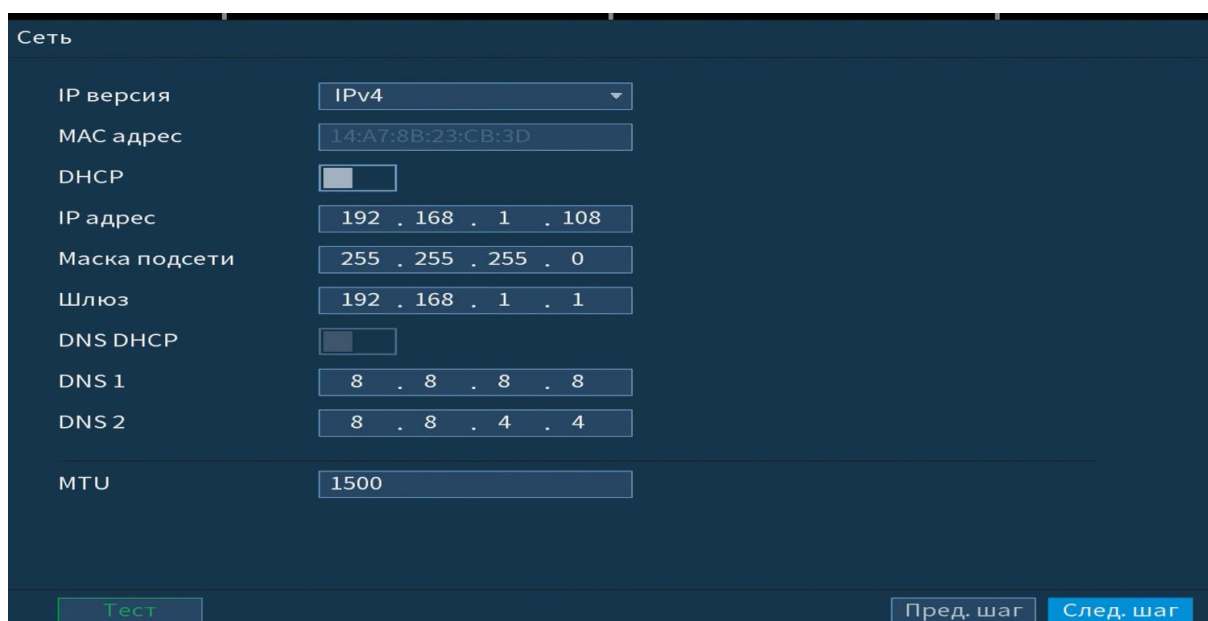 Сеть
IP версия IPv4
MAC адрес 14:A7:8B:23:CB:3D
DHCP
IP адрес 192 . 168 . 1 . 108
Маска подсети 255 . 255 . 255 . 0
Шлюз 192 . 168 . 1 . 1
DNS DHCP
DNS 1 8 . 8 . 8 . 8
DNS 2 8 . 8 . 4 . 4
MTU 1500
Тест Пред. шаг След. шаг